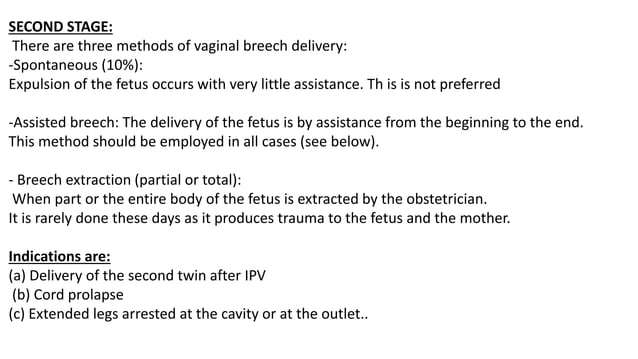 SECOND STAGE:
There are three methods of vaginal breech delivery:
-Spontaneous (10%):
Expulsion of the fetus occurs with very little assistance. Th is is not preferred
-Assisted breech: The delivery of the fetus is by assistance from the beginning to the end.
This method should be employed in all cases (see below).
- Breech extraction (partial or total):
When part or the entire body of the fetus is extracted by the obstetrician.
It is rarely done these days as it produces trauma to the fetus and the mother.
Indications are:
(a) Delivery of the second twin after IPV
(b) Cord prolapse
(c) Extended legs arrested at the cavity or at the outlet..